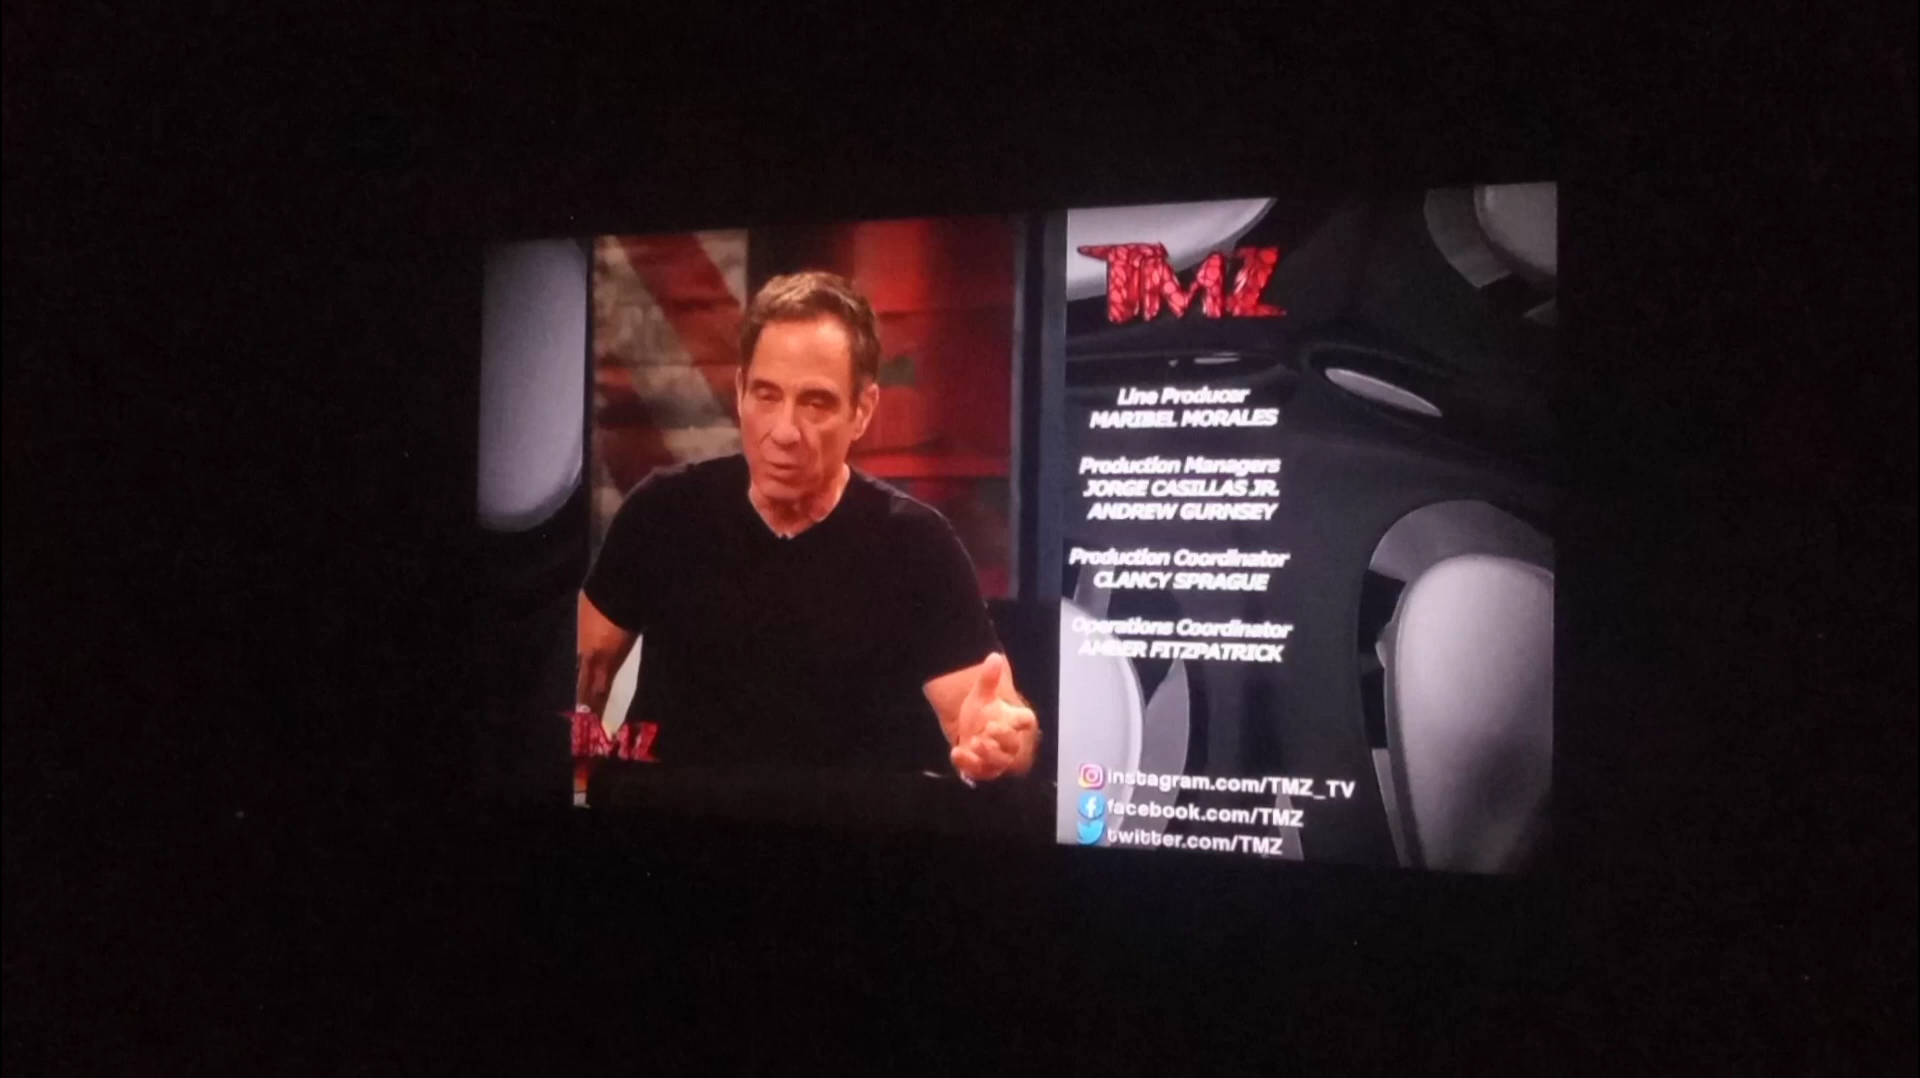 TMZ
TMZ
Line Producer
MARIBEL MORALES
Production Managers
JORGE CASILLAS JR.
ANDREW GURNSEY
Production Coordinator
CLANCY SPRAGUE
Operations Coordinator
AMBER FITZPATRICK
instagram.com/TMZ_TV
facebook.com/TMZ
twitter.com/TMZ